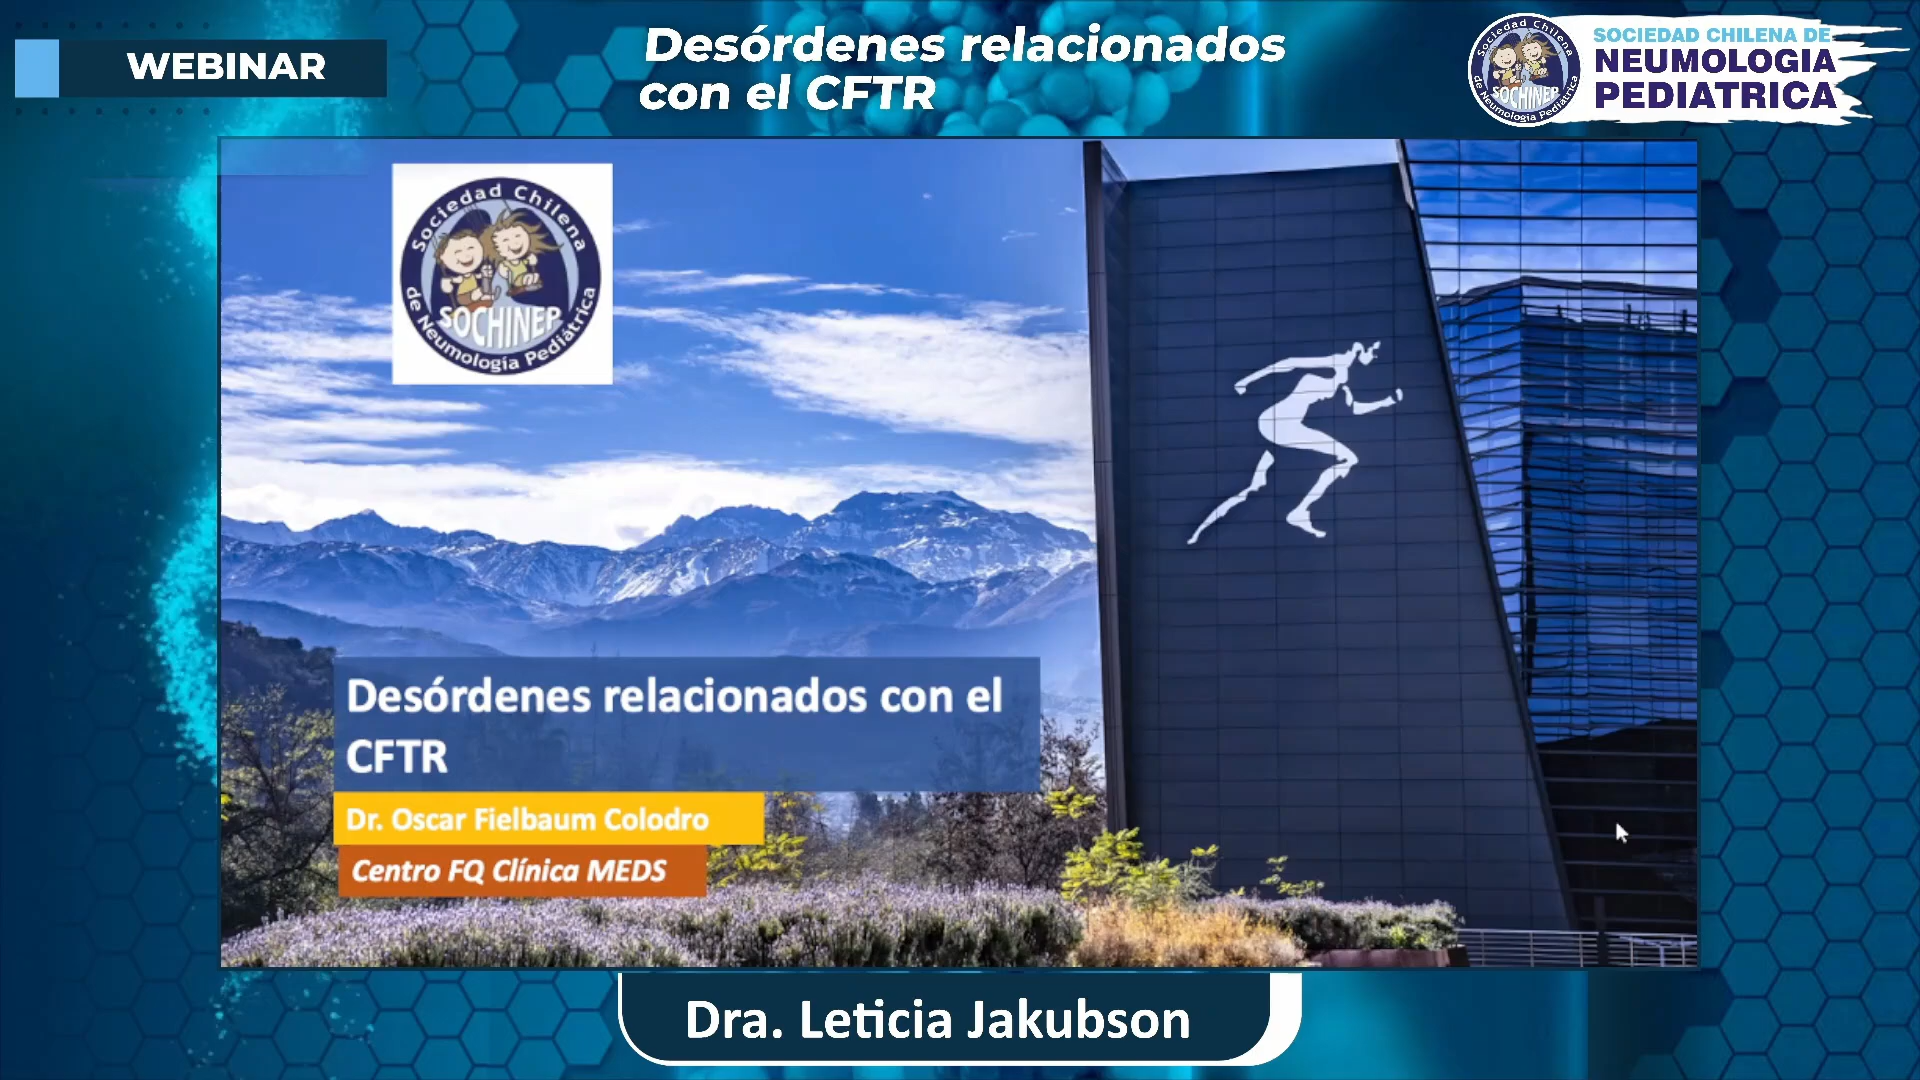 WEBINAR
Desórdenes relacionados
con el CFTR
Sociedad Chilena
de Neumología Pediátrica
SOCHINEP
SOCIEDAD CHILENA DE
NEUMOLOGIA
PEDIATRICA
Sociedad Chilena
SOCHINEP
de Neumología Pediátrica
Desórdenes relacionados con el
CFTR
Dr. Oscar Fielbaum Colodro
Centro FQ Clínica MEDS
Dra. Leticia Jakubson